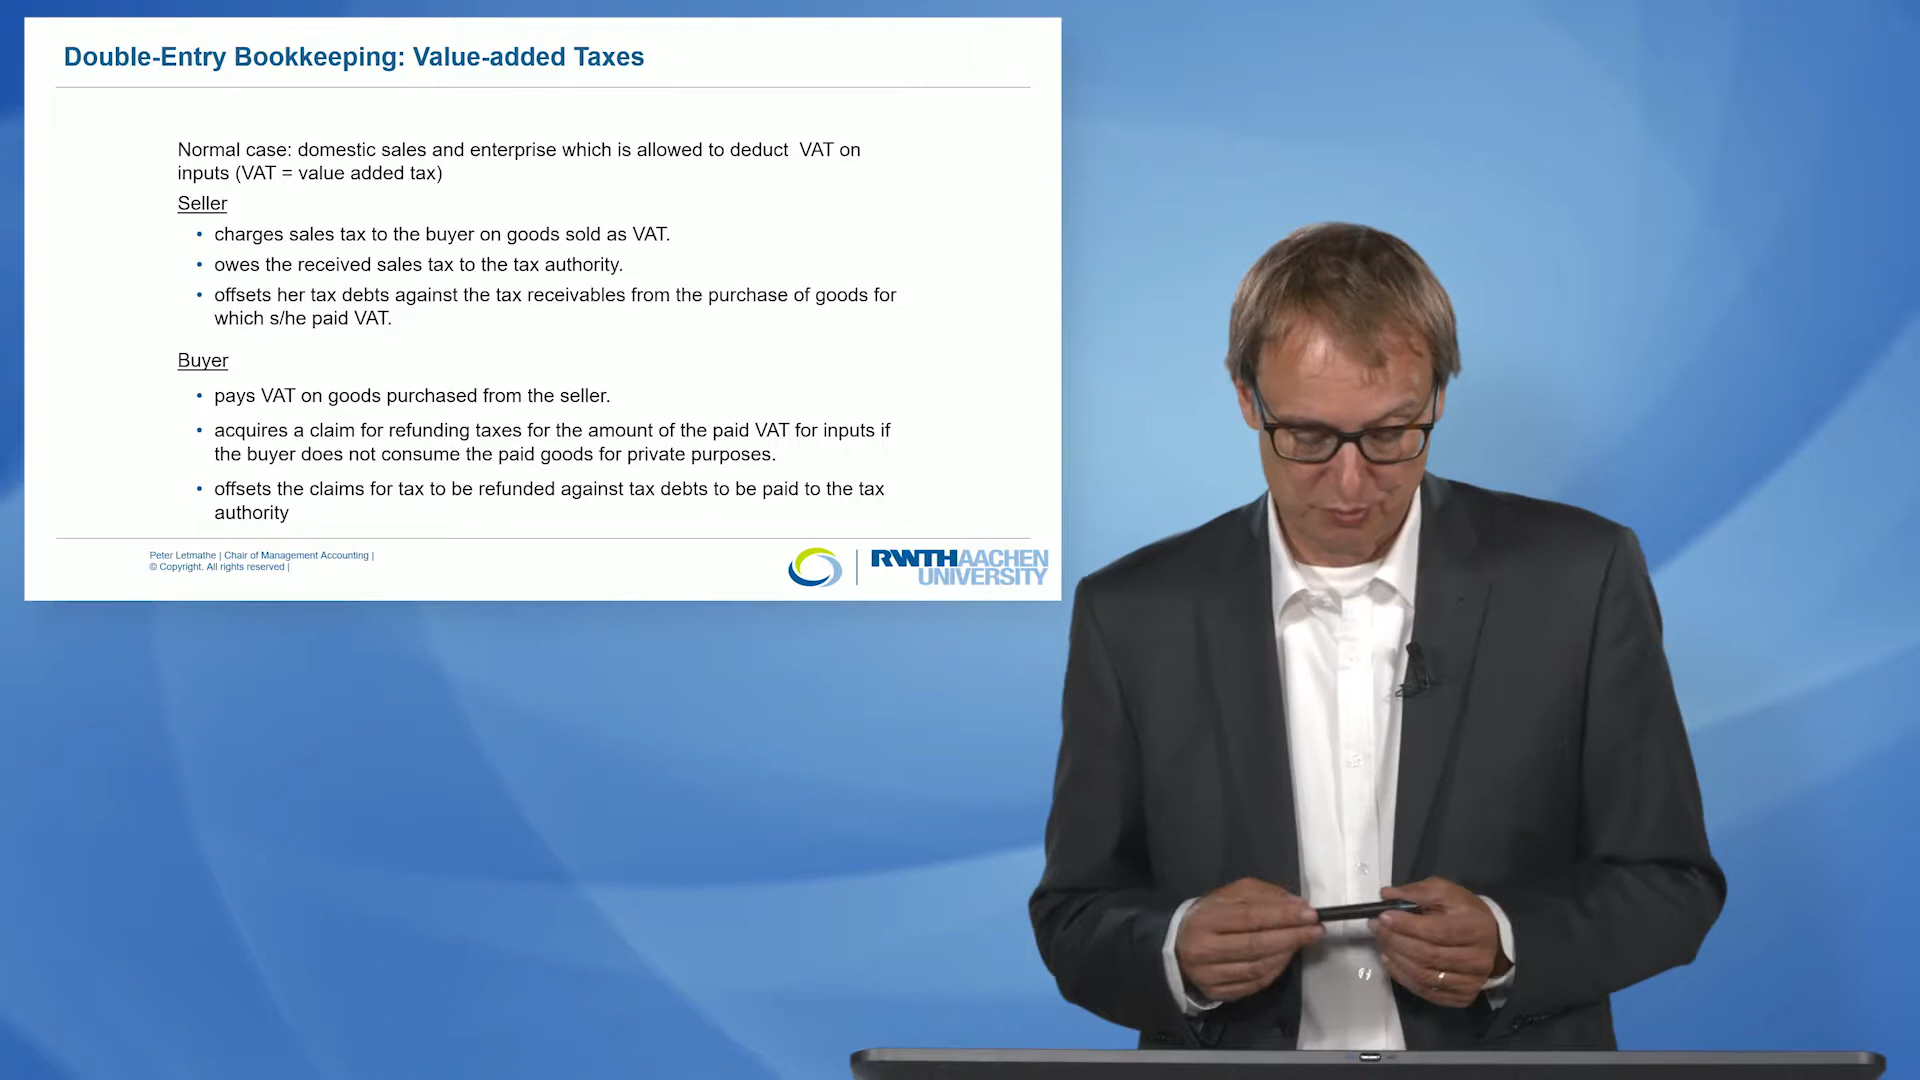 Double-Entry Bookkeeping: Value-added Taxes
Normal case: domestic sales and enterprise which is allowed to deduct VAT on
inputs (VAT = value added tax)
Seller
• charges sales tax to the buyer on goods sold as VAT.
• owes the received sales tax to the tax authority.
• offsets her tax debts against the tax receivables from the purchase of goods for
which s/he paid VAT.
Buyer
• pays VAT on goods purchased from the seller.
• acquires a claim for refunding taxes for the amount of the paid VAT for inputs if
the buyer does not consume the paid goods for private purposes.
• offsets the claims for tax to be refunded against tax debts to be paid to the tax
authority
Peter Letmathe | Chair of Management Accounting |
© Copyright. All rights reserved |
RWTHAACHEN
UNIVERSITY